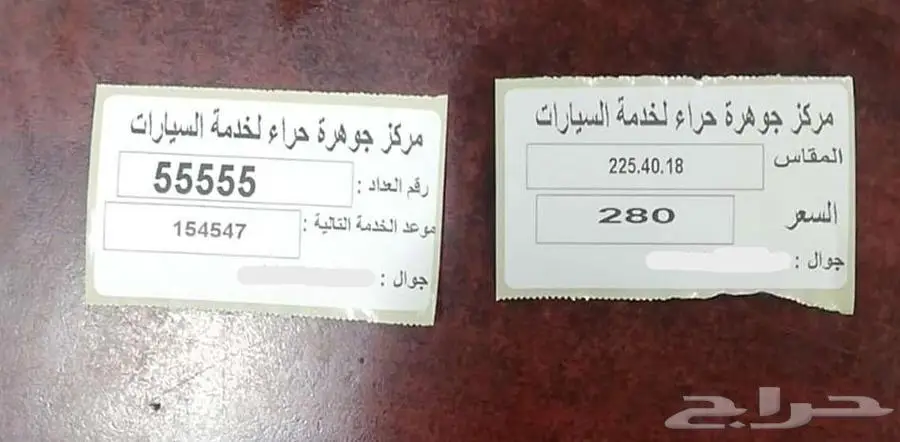 مركز جوهرة حراء لخدمة السيارات
المقاس 225.40.18
السعر 280
جوال :
مركز جوهرة حراء لخدمة السيارات
رقم العداد : 55555
موعد الخدمة التالية : 154547
جوال :
حراج